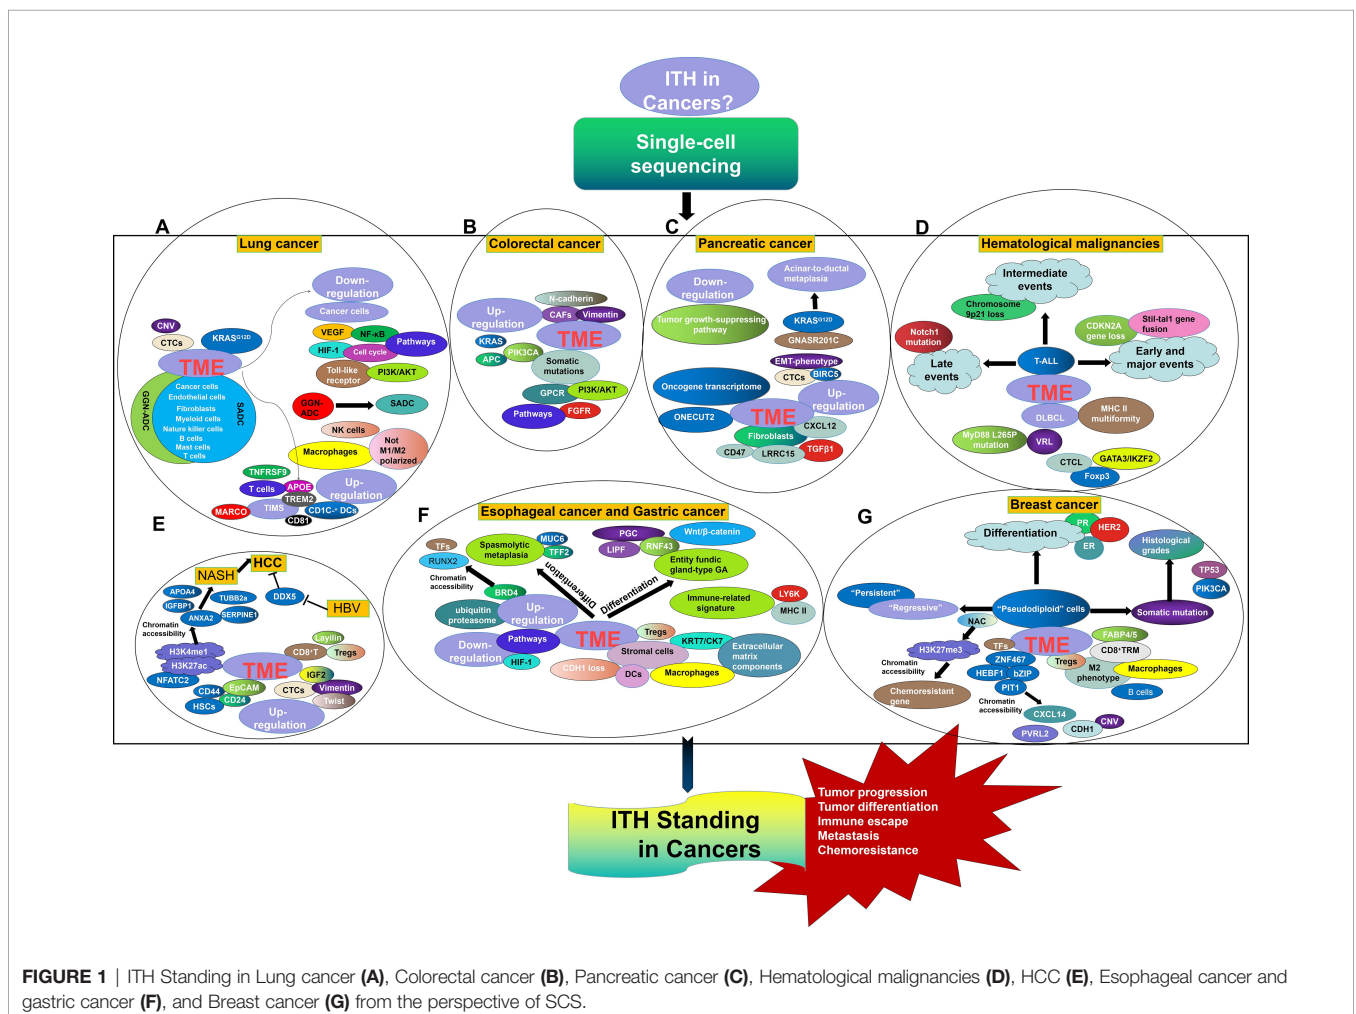 ITH in
Cancers?
Single-cell
sequencing
A
Lung cancer
Down-
regulation
Cancer cells
CNV
CTCs
KRASG12D
TME
VEGF
NF-κB
HIF-1
Cell cycle
Pathways
Toll-like
receptor
PI3K/AKT
GGN-ADC
SADC
Cancer cells
Endothelial cells
Fibroblasts
Myeloid cells
Nature killer cells
B cells
Mast cells
T cells
GGN-
ADC
SADC
NK cells
Macrophages
Not
M1/M2
polarized
TNFRSF9
T cells
APOE
TREM2
Up-
regulation
MARCO
TIMS
CD81
CD1C-+ DCs
B
Colorectal cancer
N-cadherin
Up-
regulation
CAFs
Vimentin
TME
KRAS
APC
PIK3CA
Somatic
mutations
GPCR
PI3K/AKT
Pathways
FGFR
C
Pancreatic cancer
Down-
regulation
Acinar-to-ductal
metaplasia
Tumor growth-suppressing
pathway
KRASG12D
GNASR201C
EMT-phenotype
CTCs
BIRC5
Oncogene transcriptome
Up-
regulation
ONECUT2
TME
CXCL12
Fibroblasts
CD47
LRRC15
TGFβ1
D
Hematological malignancies
Intermediate
events
Chromosome
9p21 loss
Notch1
mutation
CDKN2A
gene loss
Stil-tal1 gene
fusion
T-ALL
Late
events
Early and
major events
TME
DLBCL
MHC II
multiformity
MyD88 L265P
mutation
VRL
CTCL
GATA3/IKZF2
Foxp3
E
HCC
NASH
APOA4
TUBB2a
DDX5
IGFBP1
HBV
SERPINE1
ANXA2
Chromatin
accessibility
H3K4me1
H3K27ac
NFATC2
Layilin
CD8+T
Tregs
TME
IGF2
EpCAM
CD44
CTCs
Vimentin
CD24
HSCs
Twist
Up-
regulation
F
Esophageal cancer and Gastric cancer
TFs
RUNX2
Spasmolytic
metaplasia
MUC6
TFF2
PGC
LIPF
RNF43
Wnt/β-catenin
Entity fundic
gland-type GA
Chromatin
accessibility
BRD4
Differentiation
Differentiation
Immune-related
signature
LY6K
MHC II
ubiquitin
proteasome
Up-
regulation
Down-
regulation
Pathways
HIF-1
TME
Tregs
Stromal cells
KRT7/CK7
Extracellular
matrix
components
CDH1 loss
DCs
Macrophages
G
Breast cancer
Differentiation
PR
HER2
ER
Histological
grades
TP53
PIK3CA
"Persistent"
"Regressive"
"Pseudodiploid" cells
Somatic mutation
NAC
TME
FABP4/5
H3K27me3
TFs
CD8+TRM
ZNF467
Tregs
Chromatin
accessibility
HEBF1
bZIP
M2
phenotype
Macrophages
PIT1
B cells
Chemoresistant
gene
Chromatin
accessibility
CXCL14
PVRL2
CDH1
CNV
ITH Standing
in Cancers
Tumor progression
Tumor differentiation
Immune escape
Metastasis
Chemoresistance
FIGURE 1 | ITH Standing in Lung cancer (A), Colorectal cancer (B), Pancreatic cancer (C), Hematological malignancies (D), HCC (E), Esophageal cancer and
gastric cancer (F), and Breast cancer (G) from the perspective of SCS.